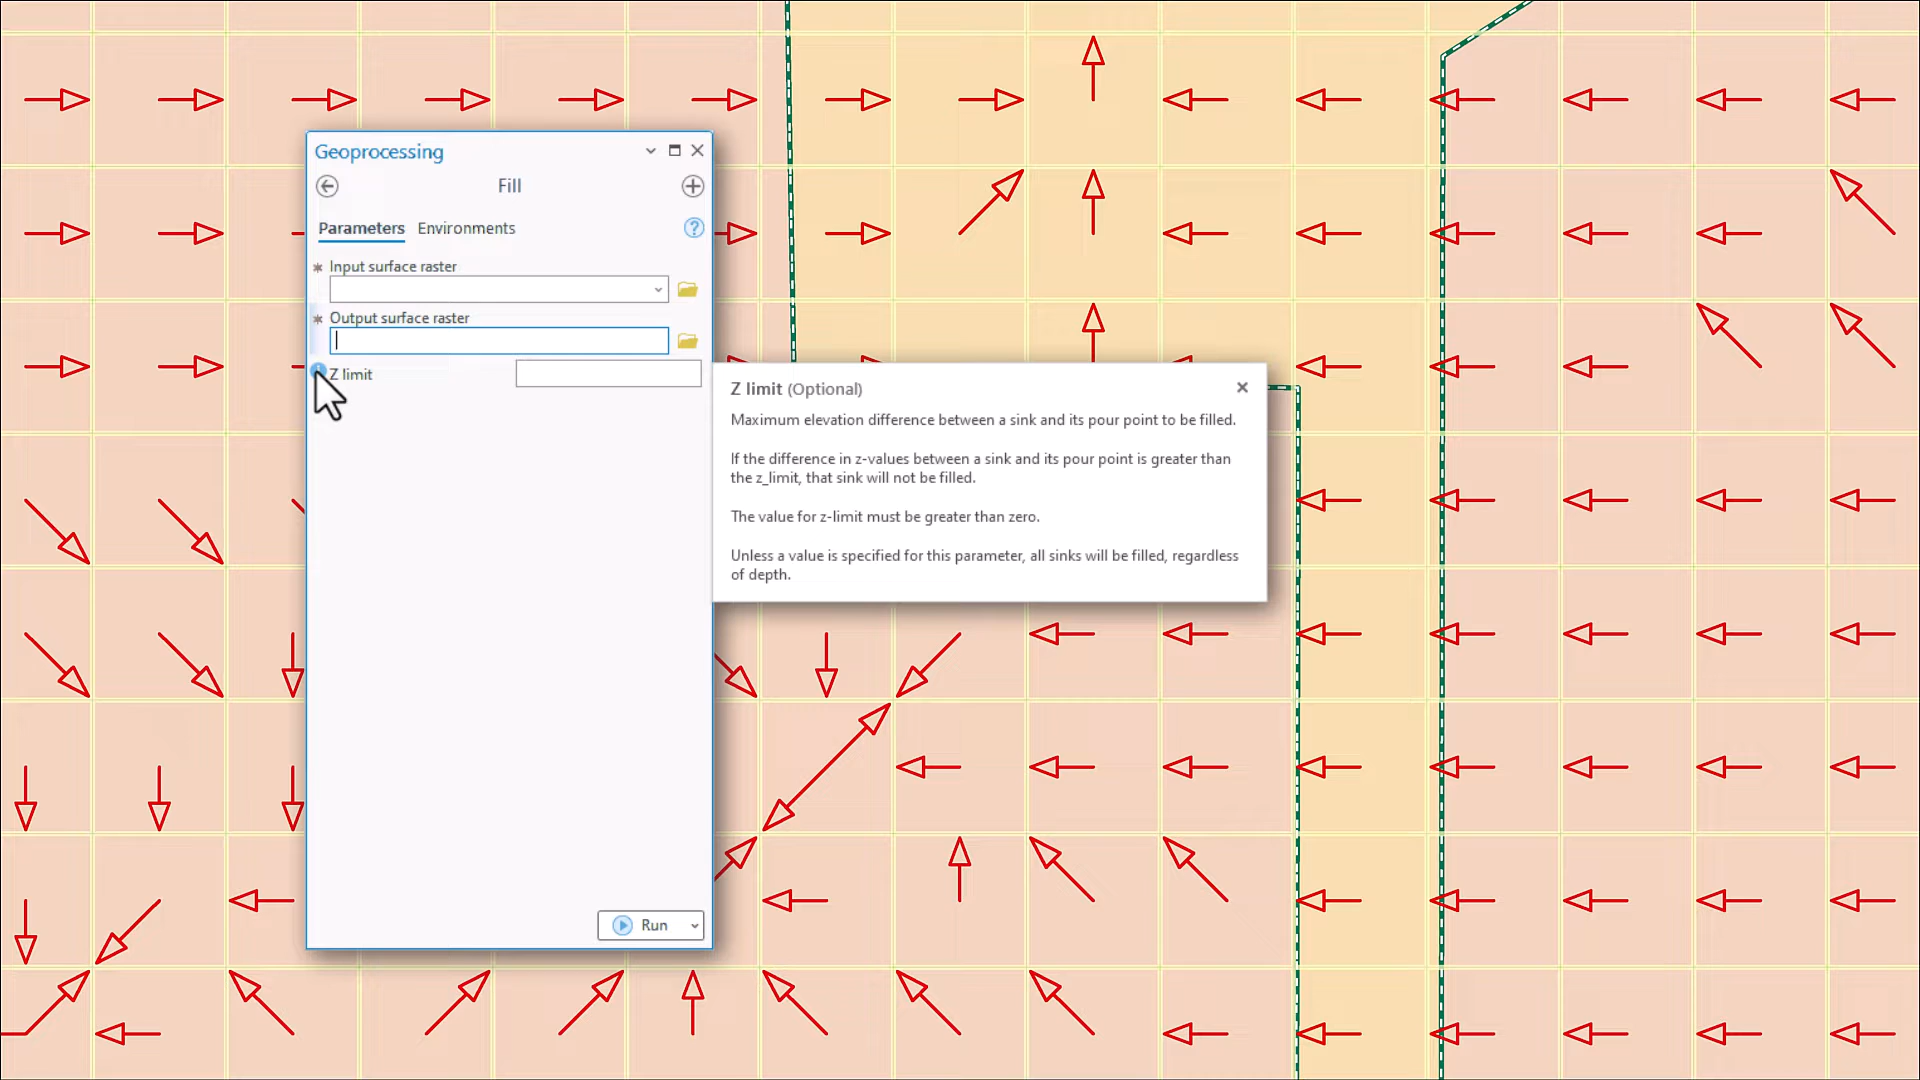 Geoprocessing
Fill
Parameters Environments
Input surface raster
Output surface raster
Z limit
Z limit (Optional)
Maximum elevation difference between a sink and its pour point to be filled.
If the difference in z-values between a sink and its pour point is greater than
the z_limit, that sink will not be filled.
The value for z-limit must be greater than zero.
Unless a value is specified for this parameter, all sinks will be filled, regardless
of depth.
Run